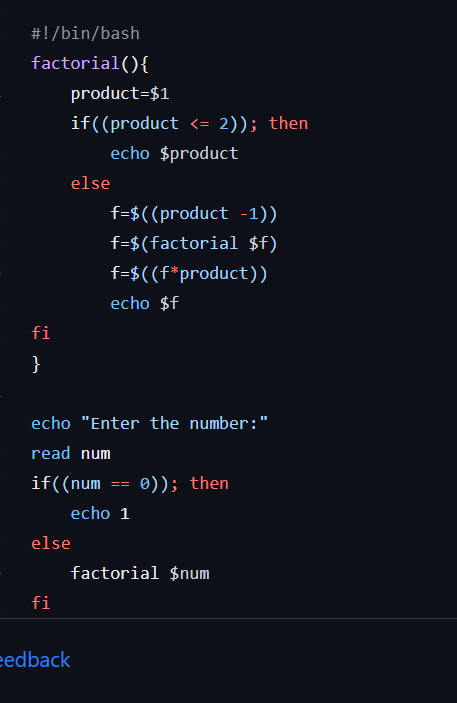 #!/bin/bash
factorial(){
    product=$1
    if((product <= 2)); then
        echo $product
    else
        f=$((product -1))
        f=$(factorial $f)
        f=$((f*product))
        echo $f
fi
}
echo "Enter the number:"
read num
if((num == 0)); then
    echo 1
else
    factorial $num
fi
eedback